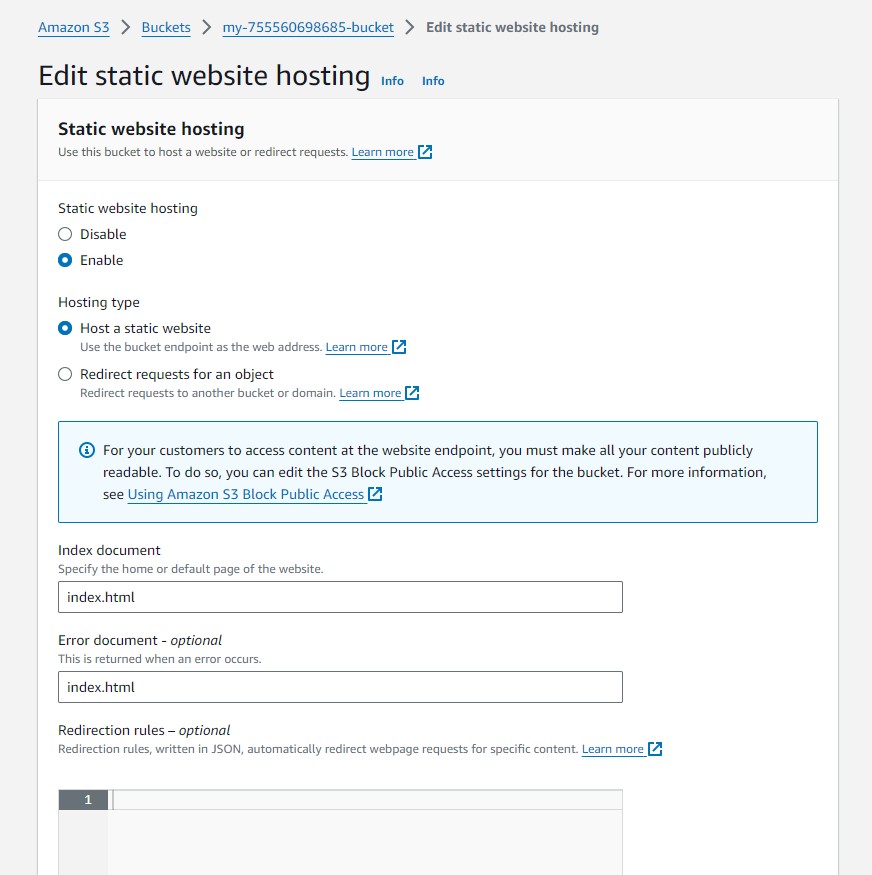 Amazon S3 > Buckets > my-755560698685-bucket > Edit static website hosting
Edit static website hosting Info Info
Static website hosting
Use this bucket to host a website or redirect requests. Learn more
Static website hosting
Disable
Enable
Hosting type
Host a static website
Use the bucket endpoint as the web address. Learn more
Redirect requests for an object
Redirect requests to another bucket or domain. Learn more
For your customers to access content at the website endpoint, you must make all your content publicly
readable. To do so, you can edit the S3 Block Public Access settings for the bucket. For more information,
see Using Amazon S3 Block Public Access
Index document
Specify the home or default page of the website.
index.html
Error document - optional
This is returned when an error occurs.
index.html
Redirection rules – optional
Redirection rules, written in JSON, automatically redirect webpage requests for specific content. Learn more
1